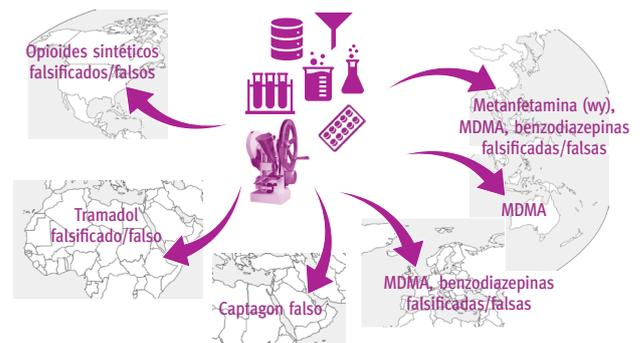 Opioides sintéticos
falsificados/falsos
Metanfetamina (wy),
MDMA, benzodiazepinas
falsificadas/falsas
MDMA
Tramadol
falsificado/falso
Captagon falso
MDMA, benzodiazepinas
falsificadas/falsas